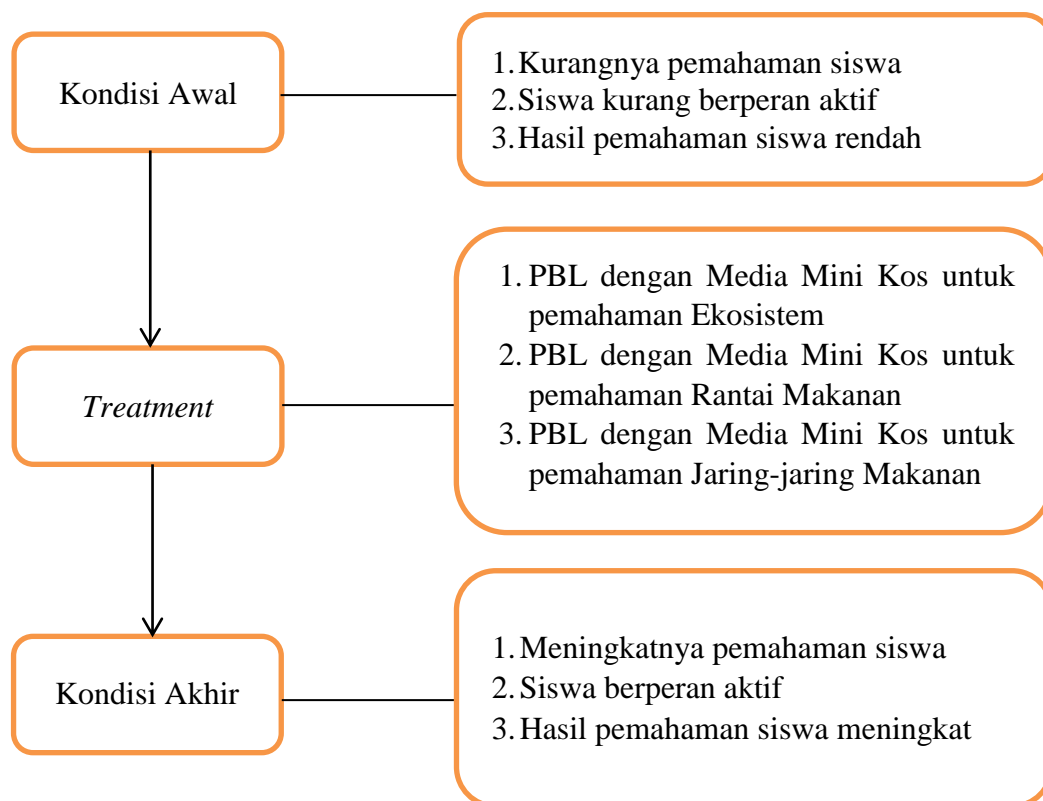 Kondisi Awal
1. Kurangnya pemahaman siswa
2. Siswa kurang berperan aktif
3. Hasil pemahaman siswa rendah
Treatment
1. PBL dengan Media Mini Kos untuk
pemahaman Ekosistem
2. PBL dengan Media Mini Kos untuk
pemahaman Rantai Makanan
3. PBL dengan Media Mini Kos untuk
pemahaman Jaring-jaring Makanan
Kondisi Akhir
1. Meningkatnya pemahaman siswa
2. Siswa berperan aktif
3. Hasil pemahaman siswa meningkat